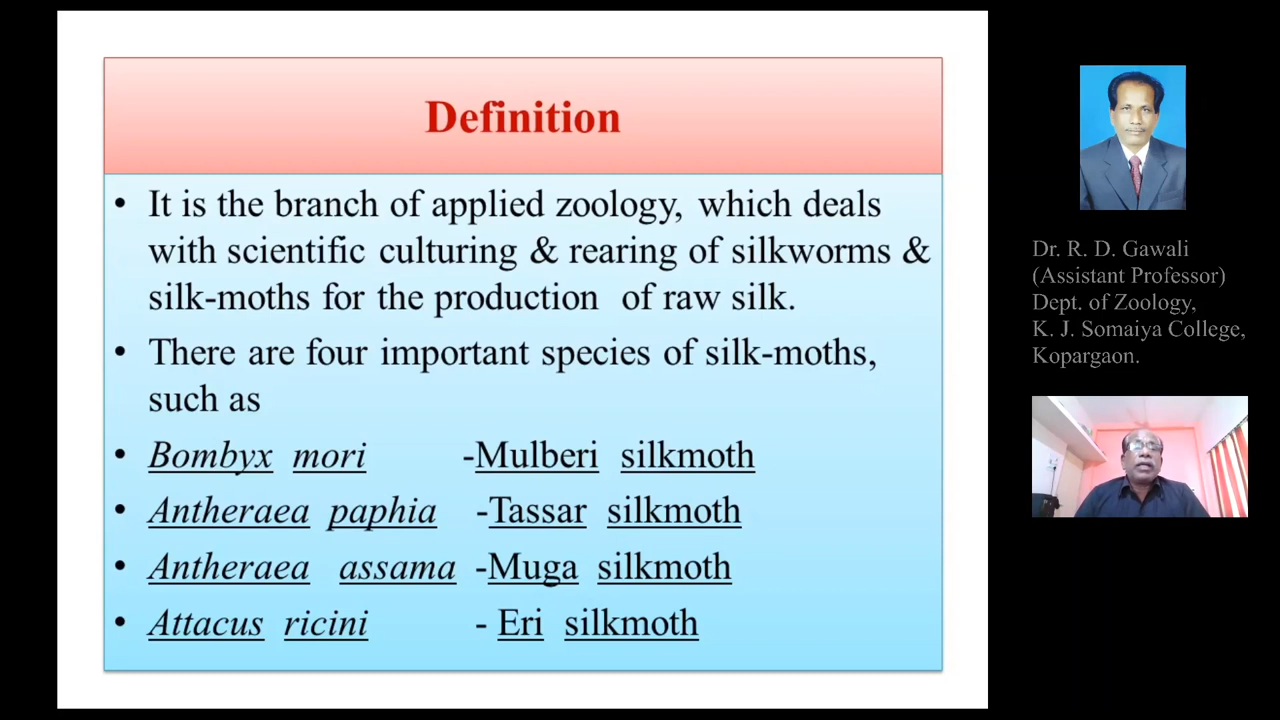 Definition
• It is the branch of applied zoology, which deals
with scientific culturing & rearing of silkworms &
silk-moths for the production of raw silk.
• There are four important species of silk-moths,
such as
• Bombyx mori -Mulberi silkmoth
• Antheraea paphia -Tassar silkmoth
• Antheraea assama -Muga silkmoth
• Attacus ricini - Eri silkmoth
Dr. R. D. Gawali
(Assistant Professor)
Dept. of Zoology,
K. J. Somaiya College,
Kopargaon.